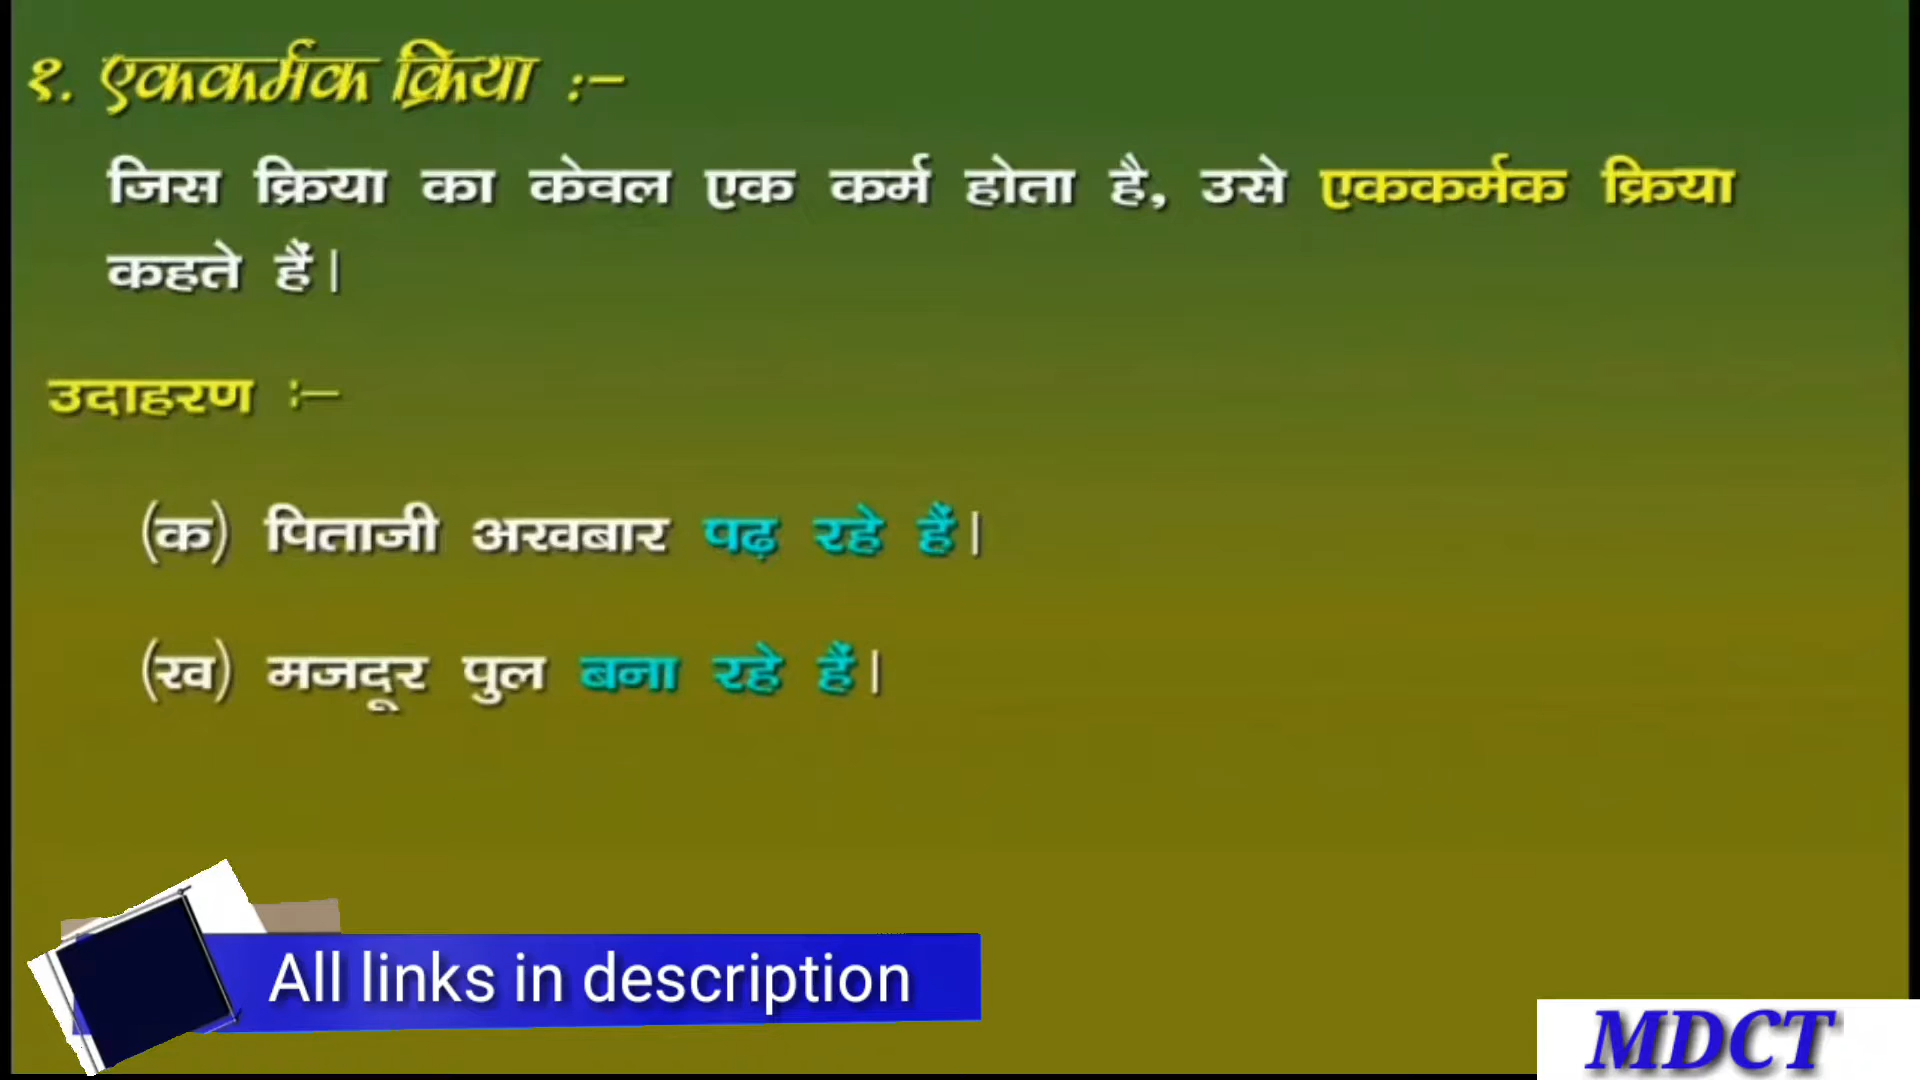 १. एककर्मक क्रिया :–
जिस क्रिया का केवल एक कर्म होता है, उसे एककर्मक क्रिया
कहते हैं|
उदाहरण :–
(क) पिताजी अखबार पढ़ रहे हैं|
(ख) मजदूर पुल बना रहे हैं|
All links in description
MDCT